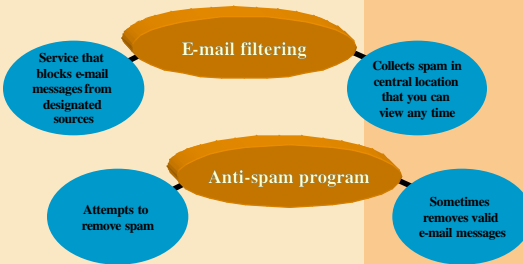 E-mail filtering
Service that
blocks e-mail
messages from
designated
sources
Collects spam in
central location
that you can
view any time
Anti-spam program
Attempts to
remove spam
Sometimes
removes valid
e-mail messages